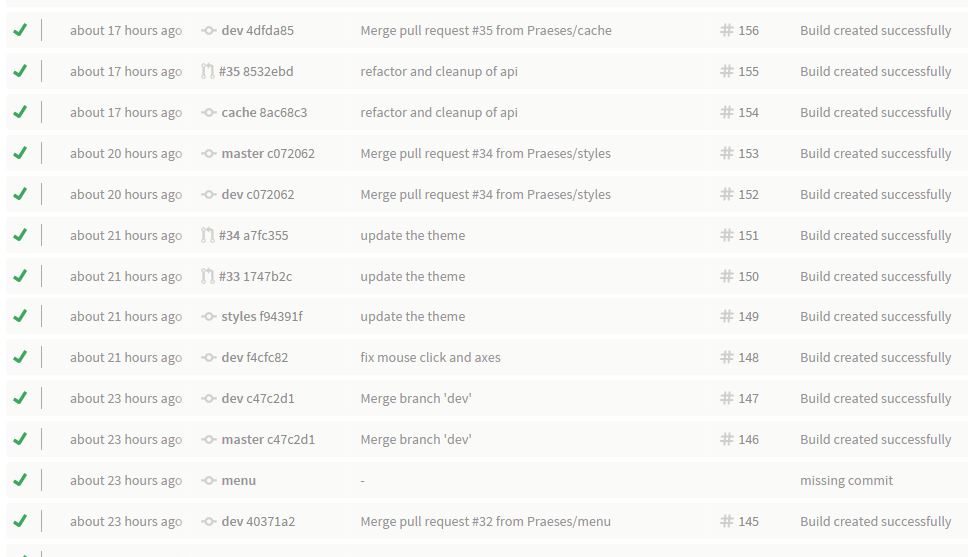 about 17 hours ago dev 4dfda85 Merge pull request #35 from Praeses/cache # 156 Build created successfully
about 17 hours ago #35 8532ebd refactor and cleanup of api # 155 Build created successfully
about 17 hours ago cache 8ac68c3 refactor and cleanup of api # 154 Build created successfully
about 20 hours ago master c072062 Merge pull request #34 from Praeses/styles # 153 Build created successfully
about 20 hours ago dev c072062 Merge pull request #34 from Praeses/styles # 152 Build created successfully
about 21 hours ago #34 a7fc355 update the theme # 151 Build created successfully
about 21 hours ago #33 1747b2c update the theme # 150 Build created successfully
about 21 hours ago styles f94391f update the theme # 149 Build created successfully
about 21 hours ago dev f4cfc82 fix mouse click and axes # 148 Build created successfully
about 23 hours ago dev c47c2d1 Merge branch 'dev' # 147 Build created successfully
about 23 hours ago master c47c2d1 Merge branch 'dev' # 146 Build created successfully
about 23 hours ago menu - missing commit
about 23 hours ago dev 40371a2 Merge pull request #32 from Praeses/menu # 145 Build created successfully